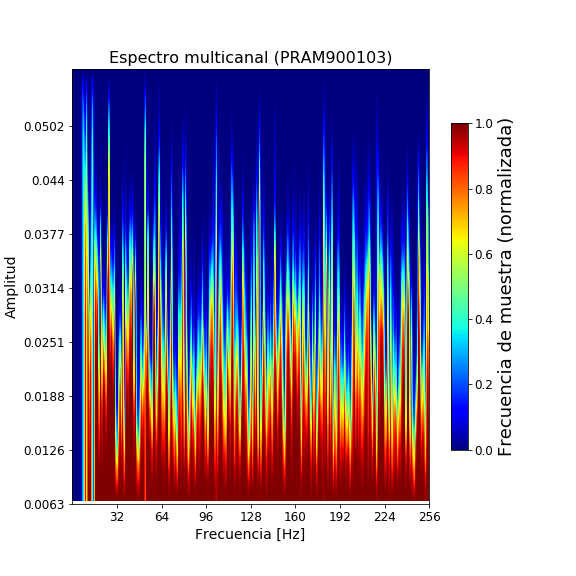 Espectro multicanal (PRAM900103)
0.0502
0.044
0.0377
0.0314
0.0251
0.0188
0.0126
0.0063
Amplitud
32 64 96 128 160 192 224 256
Frecuencia [Hz]
1.0
0.8
0.6
0.4
0.2
0.0
Frecuencia de muestra (normalizada)